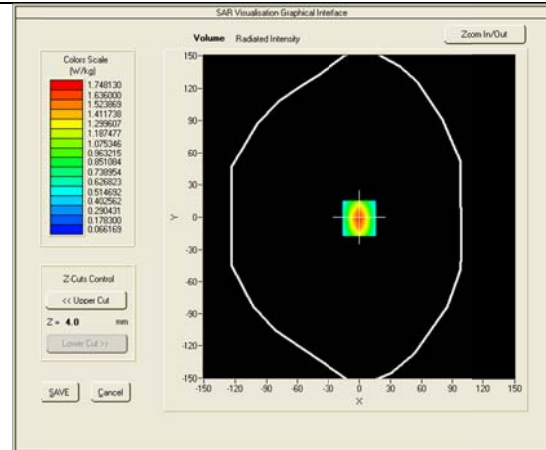 SAR Visualisation Graphical Interface
Volume Radiated Intensity
Zoom In/Out
Colors Scale
(W/kg)
1.748130
1.636000
1.523869
1.411738
1.299607
1.187477
1.075346
0.963215
0.851084
0.738954
0.626823
0.514692
0.402562
0.290431
0.178300
0.066169
Z-Cuts Control
<< Upper Cut
Z = 4.0 mm
Lower Cut >>
SAVE Cancel
150
120
90
60
30
0
-30
-60
-90
-120
-150
Y
-150 -120 -90 -60 -30 0 30 60 90 120 150
X